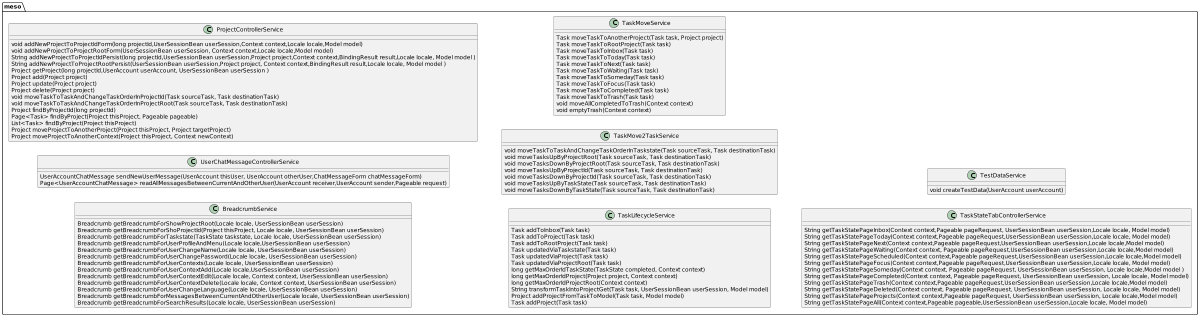 meso
C ProjectControllerService
void addNewProjectToProjectIdForm(long projectId,UserSessionBean userSession,Context context,Locale locale,Model model)
void addNewProjectToProjectRootForm(UserSessionBean userSession, Context context,Locale locale,Model model)
String addNewProjectToProjectIdPersist(long projectId,UserSessionBean userSession,Project project,Context context,BindingResult result,Locale locale, Model model )
String addNewProjectToProjectRootPersist(UserSessionBean userSession,Project project, Context context,BindingResult result,Locale locale, Model model )
Project getProject(long projectId,UserAccount userAccount, UserSessionBean userSession )
Project add(Project project)
Project update(Project project)
Project delete(Project project)
void moveTaskToTaskAndChangeTaskOrderInProjectId(Task sourceTask, Task destinationTask)
void moveTaskToTaskAndChangeTaskOrderInProjectRoot(Task sourceTask, Task destinationTask)
Project findByProjectId(long projectId)
Page<Task> findByProject(Project thisProject, Pageable pageable)
List<Task> findByProject(Project thisProject)
Project moveProjectToAnotherProject(Project thisProject, Project targetProject)
Project moveProjectToAnotherContext(Project thisProject, Context newContext)
C TaskMoveService
Task moveTaskToAnotherProject(Task task, Project project)
Task moveTaskToRootProject(Task task)
Task moveTaskToInbox(Task task)
Task moveTaskToToday(Task task)
Task moveTaskToNext(Task task)
Task moveTaskToWaiting(Task task)
Task moveTaskToSomeday(Task task)
Task moveTaskToFocus(Task task)
Task moveTaskToCompleted(Task task)
Task moveTaskToTrash(Task task)
void moveAllCompletedToTrash(Context context)
void emptyTrash(Context context)
C TaskMove2TaskService
void moveTaskToTaskAndChangeTaskOrderInTaskstate(Task sourceTask, Task destinationTask)
void moveTasksUpByProjectRoot(Task sourceTask, Task destinationTask)
void moveTasksDownByProjectRoot(Task sourceTask, Task destinationTask)
void moveTasksUpByProjectId(Task sourceTask, Task destinationTask)
void moveTasksDownByProjectId(Task sourceTask, Task destinationTask)
void moveTasksUpByTaskState(Task sourceTask, Task destinationTask)
void moveTasksDownByTaskState(Task sourceTask, Task destinationTask)
C UserChatMessageControllerService
UserAccountChatMessage sendNewUserMessage(UserAccount thisUser, UserAccount otherUser,ChatMessageForm chatMessageForm)
Page<UserAccountChatMessage> readAllMessagesBetweenCurrentAndOtherUser(UserAccount receiver,UserAccount sender,Pageable request)
C TestDataService
void createTestData(UserAccount userAccount)
C BreadcrumbService
Breadcrumb getBreadcrumbForShowProjectRoot(Locale locale, UserSessionBean userSession)
Breadcrumb getBreadcrumbForShoProjectId(Project thisProject, Locale locale, UserSessionBean userSession)
Breadcrumb getBreadcrumbForTaskstate(TaskState taskstate, Locale locale, UserSessionBean userSession)
Breadcrumb getBreadcrumbForUserProfileAndMenu(Locale locale,UserSessionBean userSession)
Breadcrumb getBreadcrumbForUserChangeName(Locale locale, UserSessionBean userSession)
Breadcrumb getBreadcrumbForUserChangePassword(Locale locale, UserSessionBean userSession)
Breadcrumb getBreadcrumbForUserContexts(Locale locale, UserSessionBean userSession)
Breadcrumb getBreadcrumbForUserContextAdd(Locale locale, UserSessionBean userSession)
Breadcrumb getBreadcrumbForUserContextEdit(Locale locale, Context context, UserSessionBean userSession)
Breadcrumb getBreadcrumbForUserContextDelete(Locale locale, Context context, UserSessionBean userSession)
Breadcrumb getBreadcrumbForUserChangeLanguage(Locale locale, UserSessionBean userSession)
Breadcrumb getBreadcrumbForMessagesBetweenCurrentAndOtherUser(Locale locale, UserSessionBean userSession)
Breadcrumb getBreadcrumbForSearchResults(Locale locale, UserSessionBean userSession)
C TaskLifecycleService
Task addToInbox(Task task)
Task addToProject(Task task)
Task addToRootProject(Task task)
Task updatedViaTaskstate(Task task)
Task updatedViaProject(Task task)
Task updatedViaProjectRoot(Task task)
long getMaxOrderIdTaskState(TaskState completed, Context context)
long getMaxOrderIdProject(Project project, Context context)
long getMaxOrderIdProjectRoot(Context context)
String transformTaskIntoProjectGet(Task task, UserSessionBean userSession, Model model)
Project addProjectFromTaskToModel(Task task, Model model)
Task addProject(Task task)
C TaskStateTabControllerService
String getTaskStatePageInbox(Context context,Pageable pageRequest, UserSessionBean userSession,Locale locale, Model model)
String getTaskStatePageToday(Context context,Pageable pageRequest, UserSessionBean userSession,Locale locale, Model model)
String getTaskStatePageNext(Context context,Pageable pageRequest,UserSessionBean userSession, Locale locale,Model model)
String getTaskStatePageWaiting(Context context,Pageable pageRequest, UserSessionBean userSession,Locale locale, Model model)
String getTaskStatePageScheduled(Context context,Pageable pageRequest, UserSessionBean userSession,Locale locale,Model model)
String getTaskStatePageFocus(Context context,Pageable pageRequest, UserSessionBean userSession,Locale locale,Model model)
String getTaskStatePageSomeday(Context context, Pageable pageRequest,UserSessionBean userSession, Locale locale,Model model )
String getTaskStatePageCompleted(Context context, Pageable pageRequest,UserSessionBean userSession, Locale locale, Model model)
String getTaskStatePageTrash(Context context,Pageable pageRequest, UserSessionBean userSession,Locale locale,Model model)
String getTaskStatePageDeleted(Context context, Pageable pageRequest, UserSessionBean userSession, Locale locale, Model model)
String getTaskStatePageProjects(Context context,Pageable pageRequest, UserSessionBean userSession, Locale locale, Model model)
String getTaskStatePageAll(Context context,Pageable pageable,UserSessionBean userSession,Locale locale, Model model)